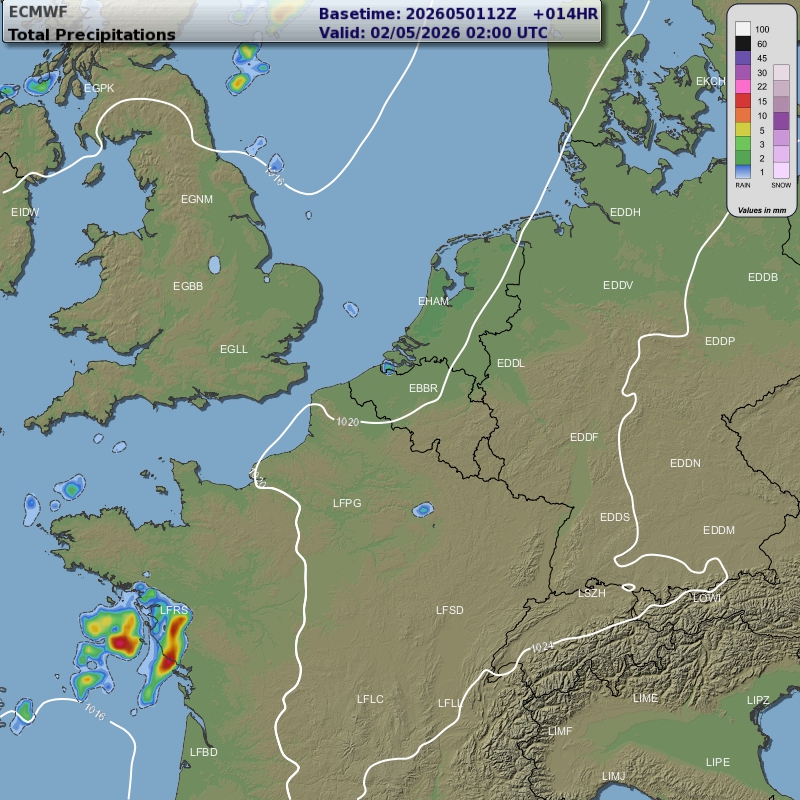 ECMWF
Basetime: 2026050112Z +014HR
Total Precipitations
Valid: 02/05/2026 02:00 UTC
100
60
45
30
22
15
10
5
3
2
1
RAIN
SNOW
Values in mm
EGPK
EKCH
1016
EGNM
EIDW
EDDH
EGBB
EDDV
EDDB
EHAM
EGLL
EDDP
EDDL
EBBR
1020
EDDF
EDDN
LFPG
EDDS
EDDM
LSZH
LOWI
LFRS
LFSD
1024
LFLC
LFLL
LIME
LIPZ
1016
LIMF
LFBD
LIPE
LIMJ